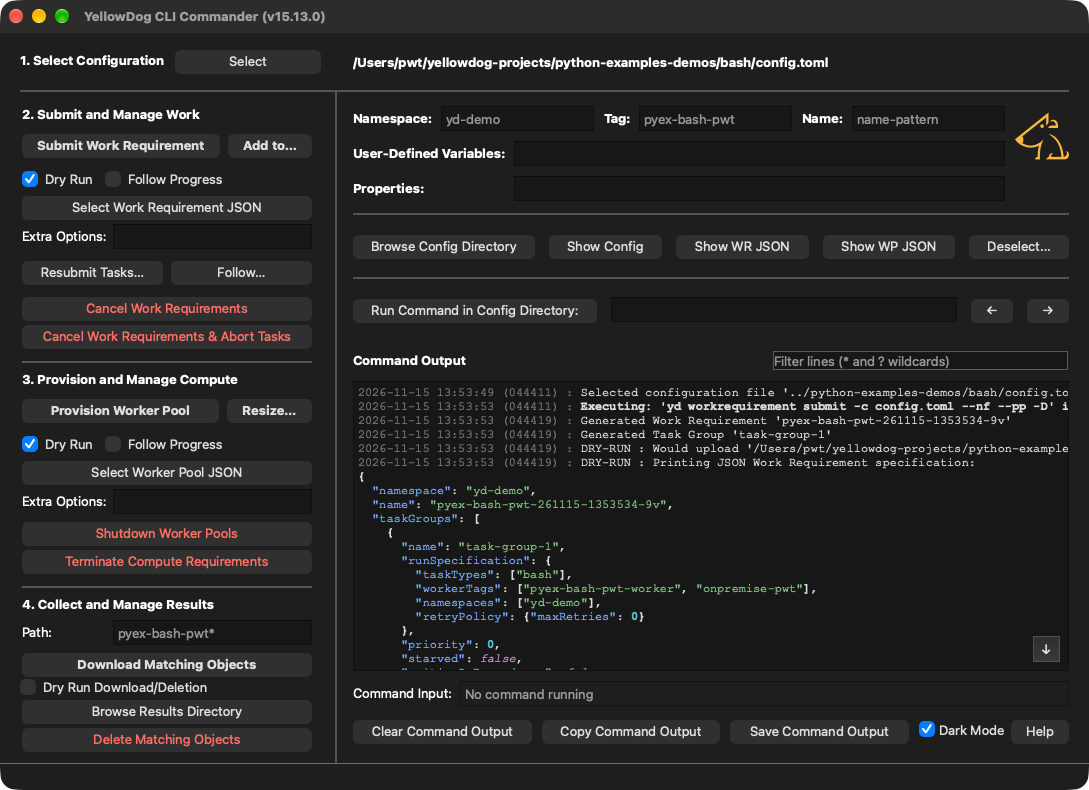 YellowDog CLI Commander (v15.13.0)
1. Select Configuration
Select
/Users/pwt/yellowdog-projects/python-examples-demos/bash/config.toml
2. Submit and Manage Work
Submit Work Requirement
Add to...
Dry Run
Follow Progress
Select Work Requirement JSON
Extra Options:
Resubmit Tasks...
Follow...
Cancel Work Requirements
Cancel Work Requirements & Abort Tasks
3. Provision and Manage Compute
Provision Worker Pool
Resize...
Dry Run
Follow Progress
Select Worker Pool JSON
Extra Options:
Shutdown Worker Pools
Terminate Compute Requirements
4. Collect and Manage Results
Path:
pyex-bash-pwt*
Download Matching Objects
Dry Run Download/Deletion
Browse Results Directory
Delete Matching Objects
Namespace:
yd-demo
Tag:
pyex-bash-pwt
Name:
name-pattern
User-Defined Variables:
Properties:
Browse Config Directory
Show Config
Show WR JSON
Show WP JSON
Deselect...
Run Command in Config Directory:
←
→
Command Output
Filter lines (* and ? wildcards)
2026-11-15 13:53:49 (044411) : Selected configuration file '../python-examples-demos/bash/config.to
2026-11-15 13:53:53 (044411) : Executing: 'yd workrequirement submit -c config.toml --nf --pp -D' i
2026-11-15 13:53:53 (044419) : Generated Work Requirement 'pyex-bash-pwt-261115-1353534-9v'
2026-11-15 13:53:53 (044419) : Generated Task Group 'task-group-1'
2026-11-15 13:53:53 (044419) : DRY-RUN : Would upload '/Users/pwt/yellowdog-projects/python-example
2026-11-15 13:53:53 (044419) : DRY-RUN : Printing JSON Work Requirement specification:
{
"namespace": "yd-demo",
"name": "pyex-bash-pwt-261115-1353534-9v",
"taskGroups": [
{
"name": "task-group-1",
"runSpecification": {
"taskTypes": ["bash"],
"workerTags": ["pyex-bash-pwt-worker", "onpremise-pwt"],
"namespaces": ["yd-demo"],
"retryPolicy": {"maxRetries": 0}
},
"priority": 0,
"starved": false,
↓
Command Input:
No command running
Clear Command Output
Copy Command Output
Save Command Output
Dark Mode
Help